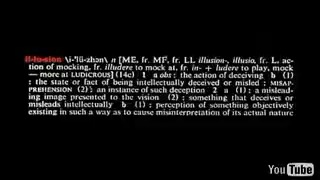 il·lu·sion \i-'lü-zhən\ n [ME, fr. MF, fr. LL illusion-, illusio, fr. L, ac-
tion of mocking, fr. illudere to mock at, fr. in- + ludere to play, mock
— more at LUDICROUS] (14c) 1 a obs : the action of deceiving b (1)
: the state or fact of being intellectually deceived or misled : MISAP-
PREHENSION (2) : an instance of such deception 2 a (1) : a mislead-
ing image presented to the vision (2) : something that deceives or
misleads intellectually b (1) : perception of something objectively
existing in such a way as to cause misinterpretation of its actual nature
You Tube